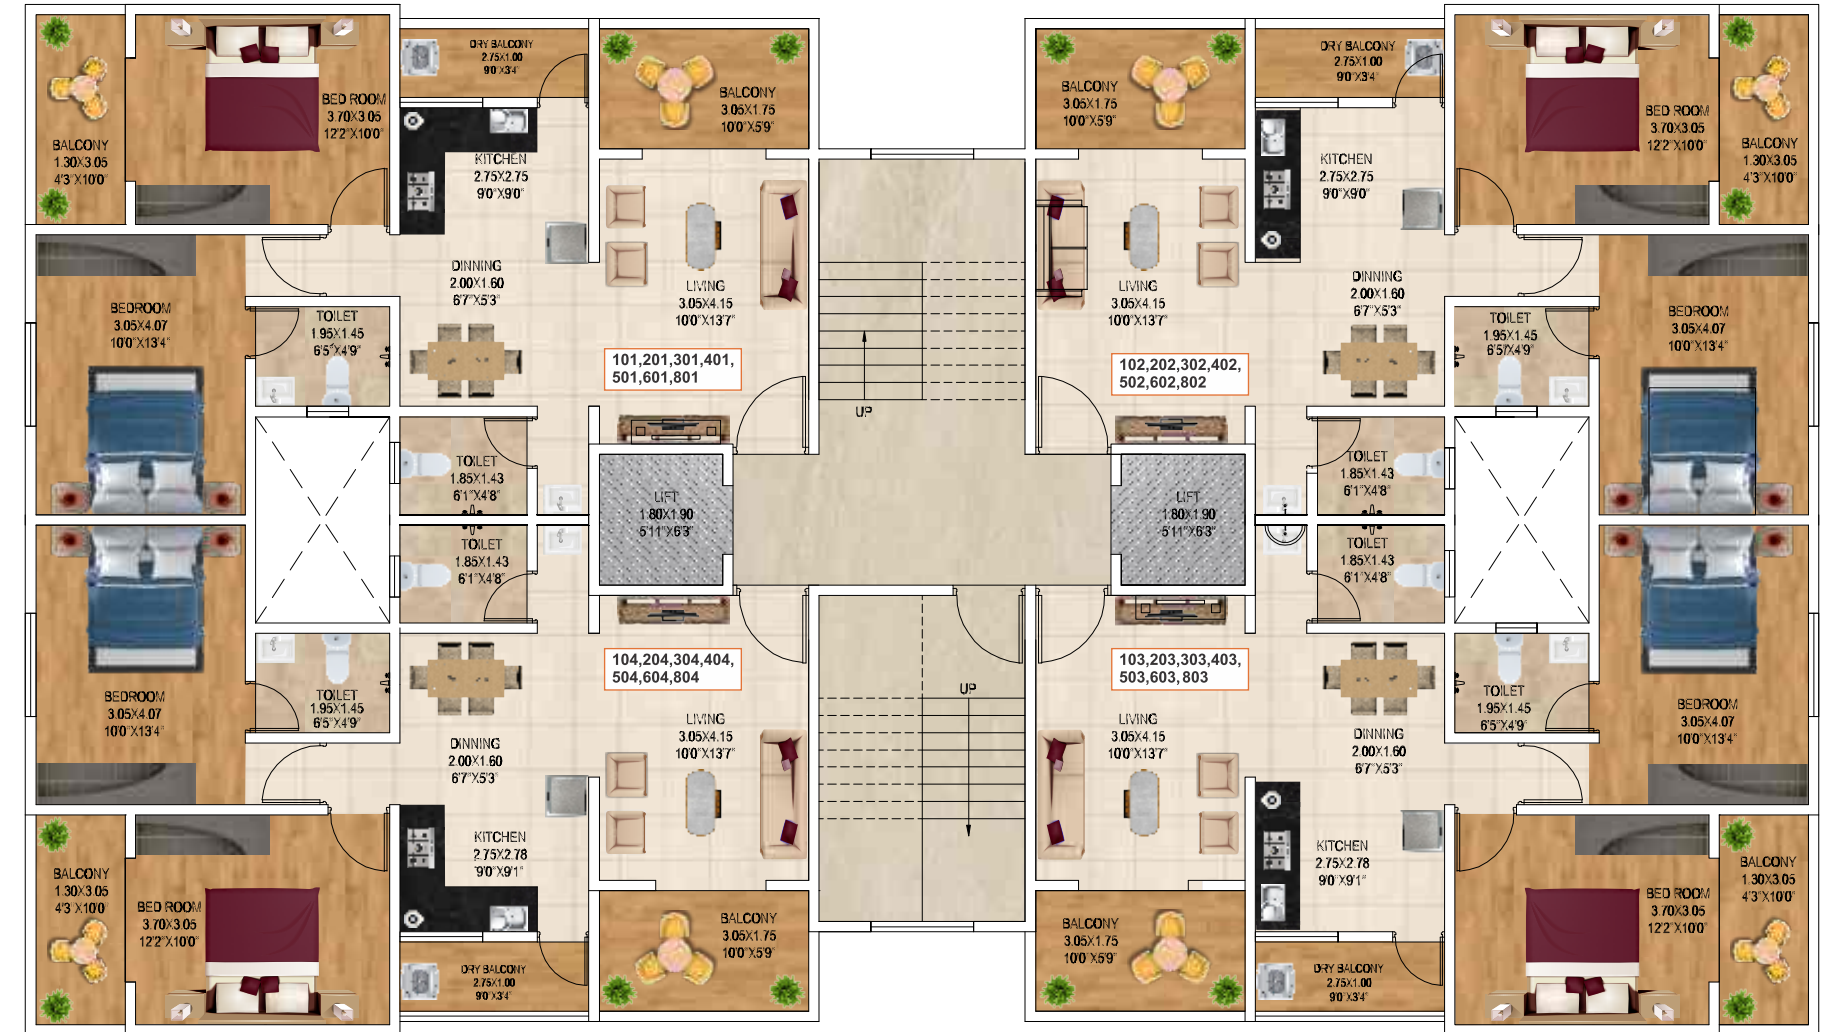 BALCONY
1.30X3.05
4'3"X10'0"
BED ROOM
3.70X3.05
12'2"X10'0"
DRY BALCONY
2.75X1.00
9'0"X3'4"
BALCONY
3.05X1.75
10'0"X5'9"
KITCHEN
2.75X2.75
9'0"X9'0"
BEDROOM
3.05X4.07
10'0"X13'4"
TOILET
1.95X1.45
6'5"X4'9"
DINNING
2.00X1.60
6'7"X5'3"
LIVING
3.05X4.15
10'0"X13'7"
101,201,301,401,
501,601,801
TOILET
1.85X1.43
6'1"X4'8"
LIFT
1.80X1.90
5'11"X6'3"
UP
BALCONY
3.05X1.75
10'0"X5'9"
DRY BALCONY
2.75X1.00
9'0"X3'4"
BED ROOM
3.70X3.05
12'2"X10'0"
BALCONY
1.30X3.05
4'3"X10'0"
KITCHEN
2.75X2.75
9'0"X9'0"
LIVING
3.05X4.15
10'0"X13'7"
DINNING
2.00X1.60
6'7"X5'3"
TOILET
1.95X1.45
6'5"X4'9"
BEDROOM
3.05X4.07
10'0"X13'4"
102,202,302,402,
502,602,802
LIFT
1.80X1.90
5'11"X6'3"
TOILET
1.85X1.43
6'1"X4'8"
TOILET
1.85X1.43
6'1"X4'8"
BEDROOM
3.05X4.07
10'0"X13'4"
TOILET
1.95X1.45
6'5"X4'9"
104,204,304,404,
504,604,804
DINNING
2.00X1.60
6'7"X5'3"
LIVING
3.05X4.15
10'0"X13'7"
KITCHEN
2.75X2.78
9'0"X9'1"
BALCONY
1.30X3.05
4'3"X10'0"
BED ROOM
3.70X3.05
12'2"X10'0"
DRY BALCONY
2.75X1.00
9'0"X3'4"
BALCONY
3.05X1.75
10'0"X5'9"
UP
TOILET
1.85X1.43
6'1"X4'8"
103,203,303,403,
503,603,803
LIVING
3.05X4.15
10'0"X13'7"
DINNING
2.00X1.60
6'7"X5'3"
TOILET
1.95X1.45
6'5"X4'9"
BEDROOM
3.05X4.07
10'0"X13'4"
KITCHEN
2.75X2.78
9'0"X9'1"
BALCONY
3.05X1.75
10'0"X5'9"
DRY BALCONY
2.75X1.00
9'0"X3'4"
BED ROOM
3.70X3.05
12'2"X10'0"
BALCONY
1.30X3.05
4'3"X10'0"